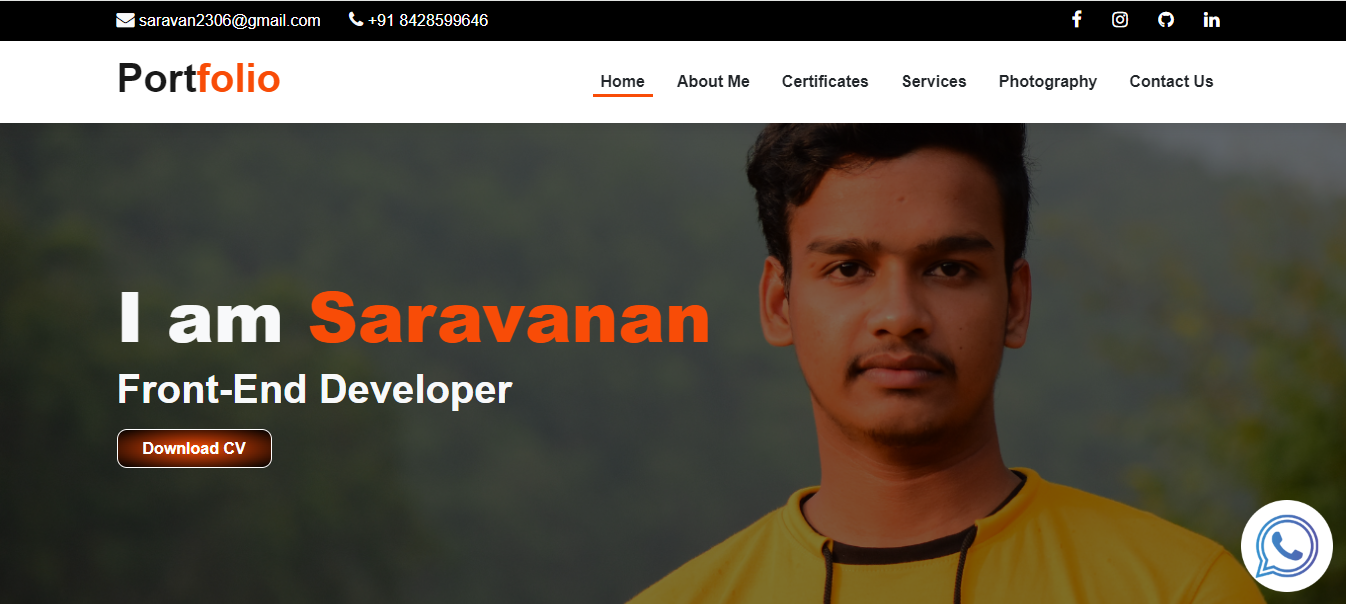 saravan2306@gmail.com +91 8428599646
Portfolio
Home About Me Certificates Services Photography Contact Us
I am Saravanan
Front-End Developer
Download CV